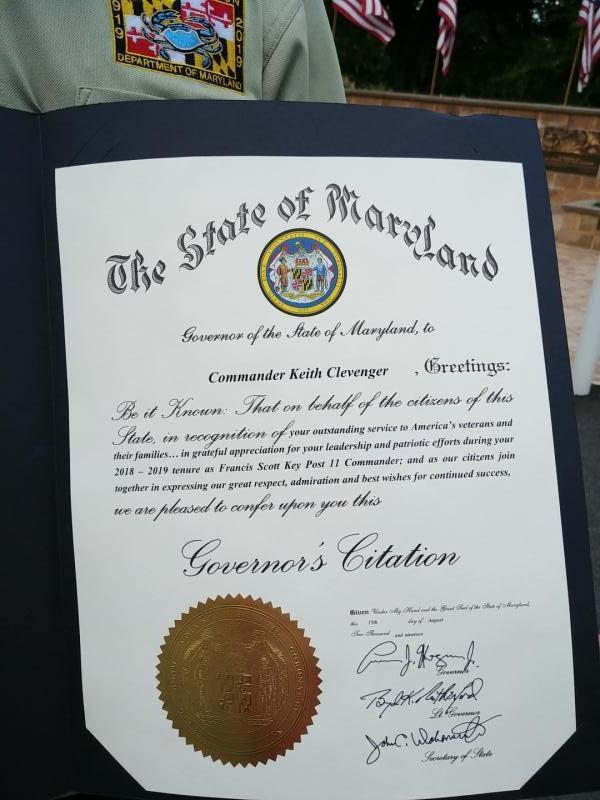 1919
2019
DEPARTMENT OF MARYLAND
The State of Maryland
Governor of the State of Maryland, to
Commander Keith Clevenger , Greetings:
Be it Known: That on behalf of the citizens of this
State, in recognition of your outstanding service to America's veterans and
their families… in grateful appreciation for your leadership and patriotic efforts during your
2018 – 2019 tenure as Francis Scott Key Post 11 Commander; and as our citizens join
together in expressing our great respect, admiration and best wishes for continued success,
we are pleased to confer upon you this
Governor's Citation
Given Under My Hand and the Great Seal of the State of Maryland,
this 15th day of August
Two Thousand and nineteen
Governor
Lt. Governor
Secretary of State